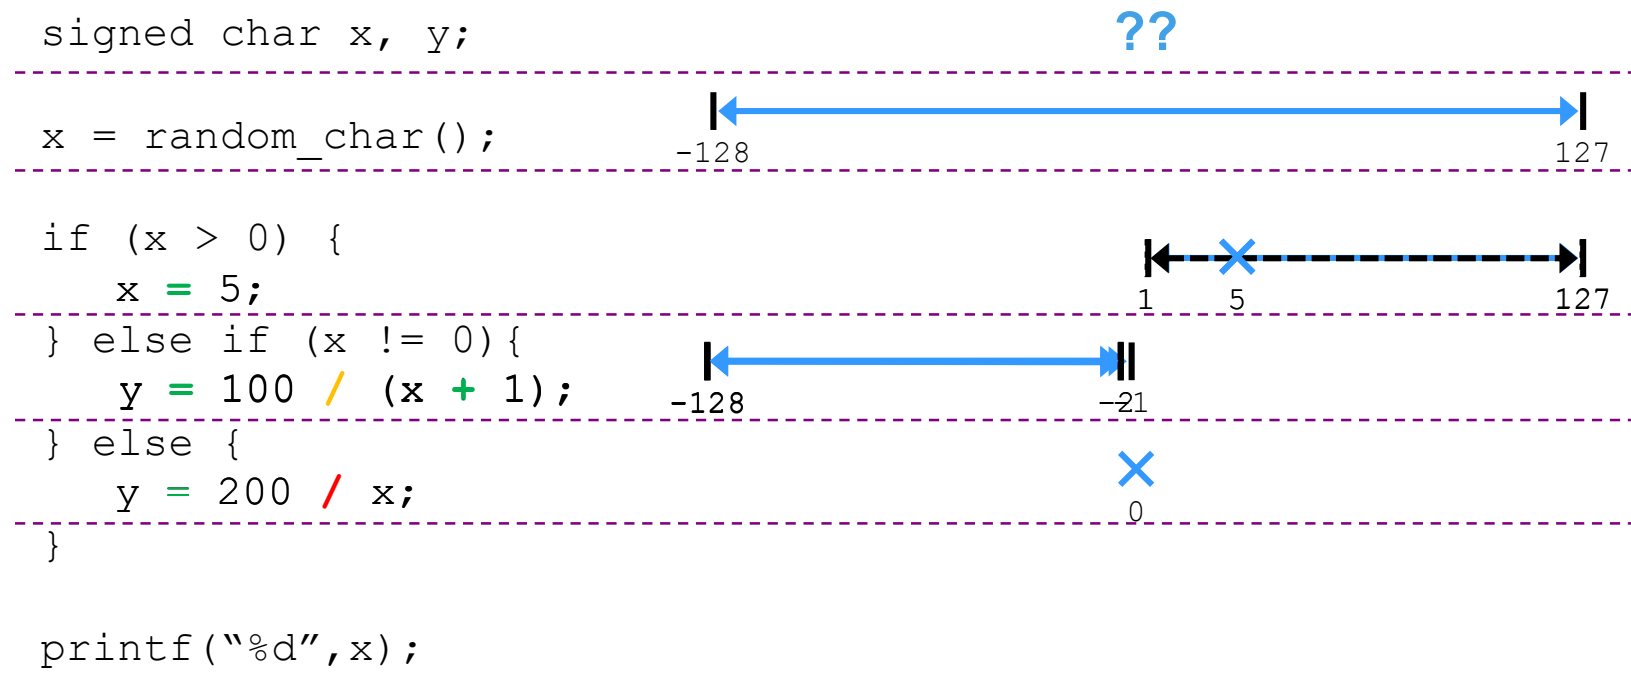 signed char x, y;
??
x = random_char();
-128 127
if (x > 0) {
x = 5;
1 5 127
} else if (x != 0){
y = 100 / (x + 1);
-128 -2 -1
} else {
y = 200 / x;
0
}
printf(“%d”,x);